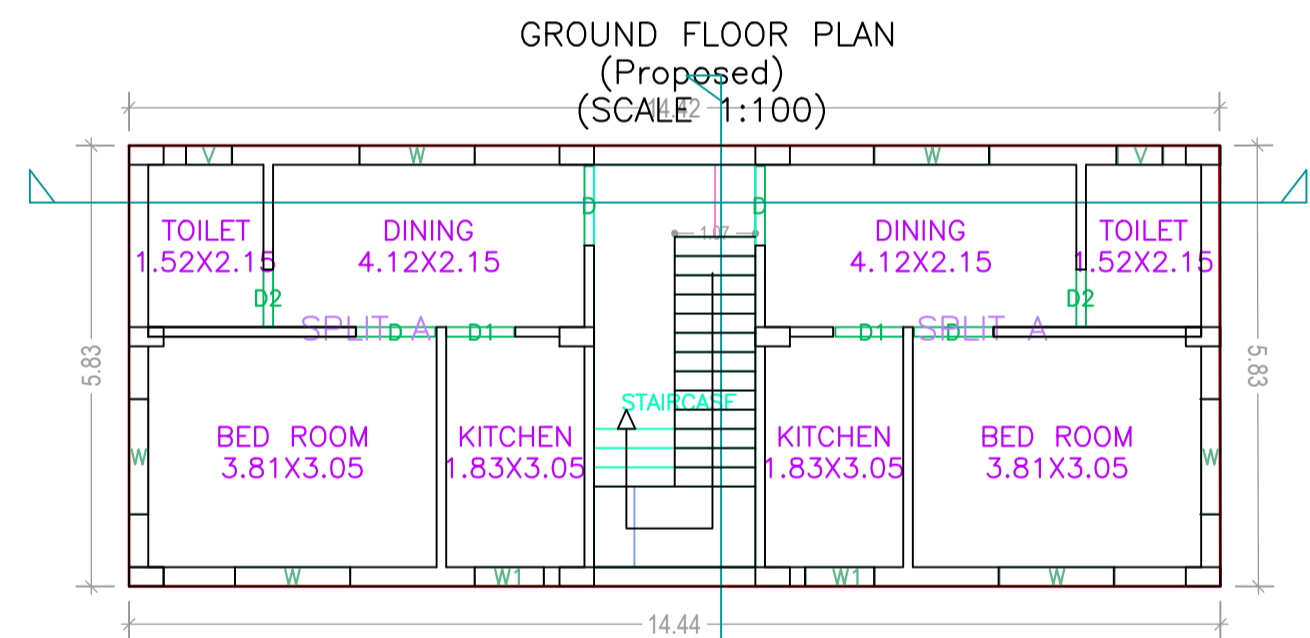 GROUND FLOOR PLAN
(Proposed)
(SCALE 1:100)
14.42
V
W
W
V
D
D
1.07
TOILET
1.52X2.15
DINING
4.12X2.15
DINING
4.12X2.15
TOILET
1.52X2.15
D2
D2
SPLIT A
D
D1
D1
SPLIT A
D
5.83
5.83
STAIRCASE
BED ROOM
3.81X3.05
KITCHEN
1.83X3.05
KITCHEN
1.83X3.05
BED ROOM
3.81X3.05
W
W
W
W1
W1
W
14.44